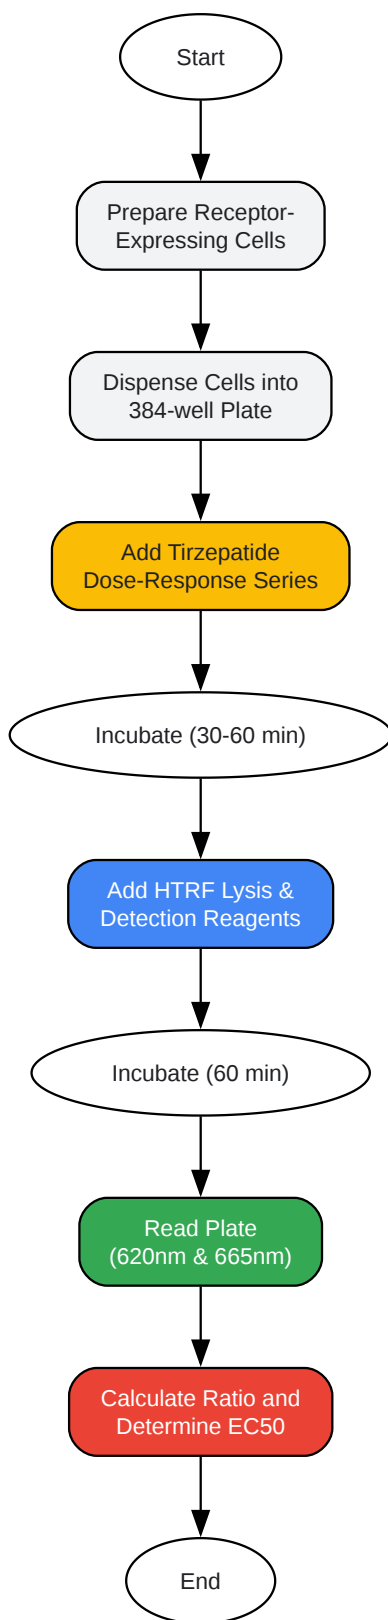 Start
Prepare Receptor-
Expressing Cells
Dispense Cells into
384-well Plate
Add Tirzepatide
Dose-Response Series
Incubate (30-60 min)
Add HTRF Lysis &
Detection Reagents
Incubate (60 min)
Read Plate
(620nm & 665nm)
Calculate Ratio and
Determine EC50
End